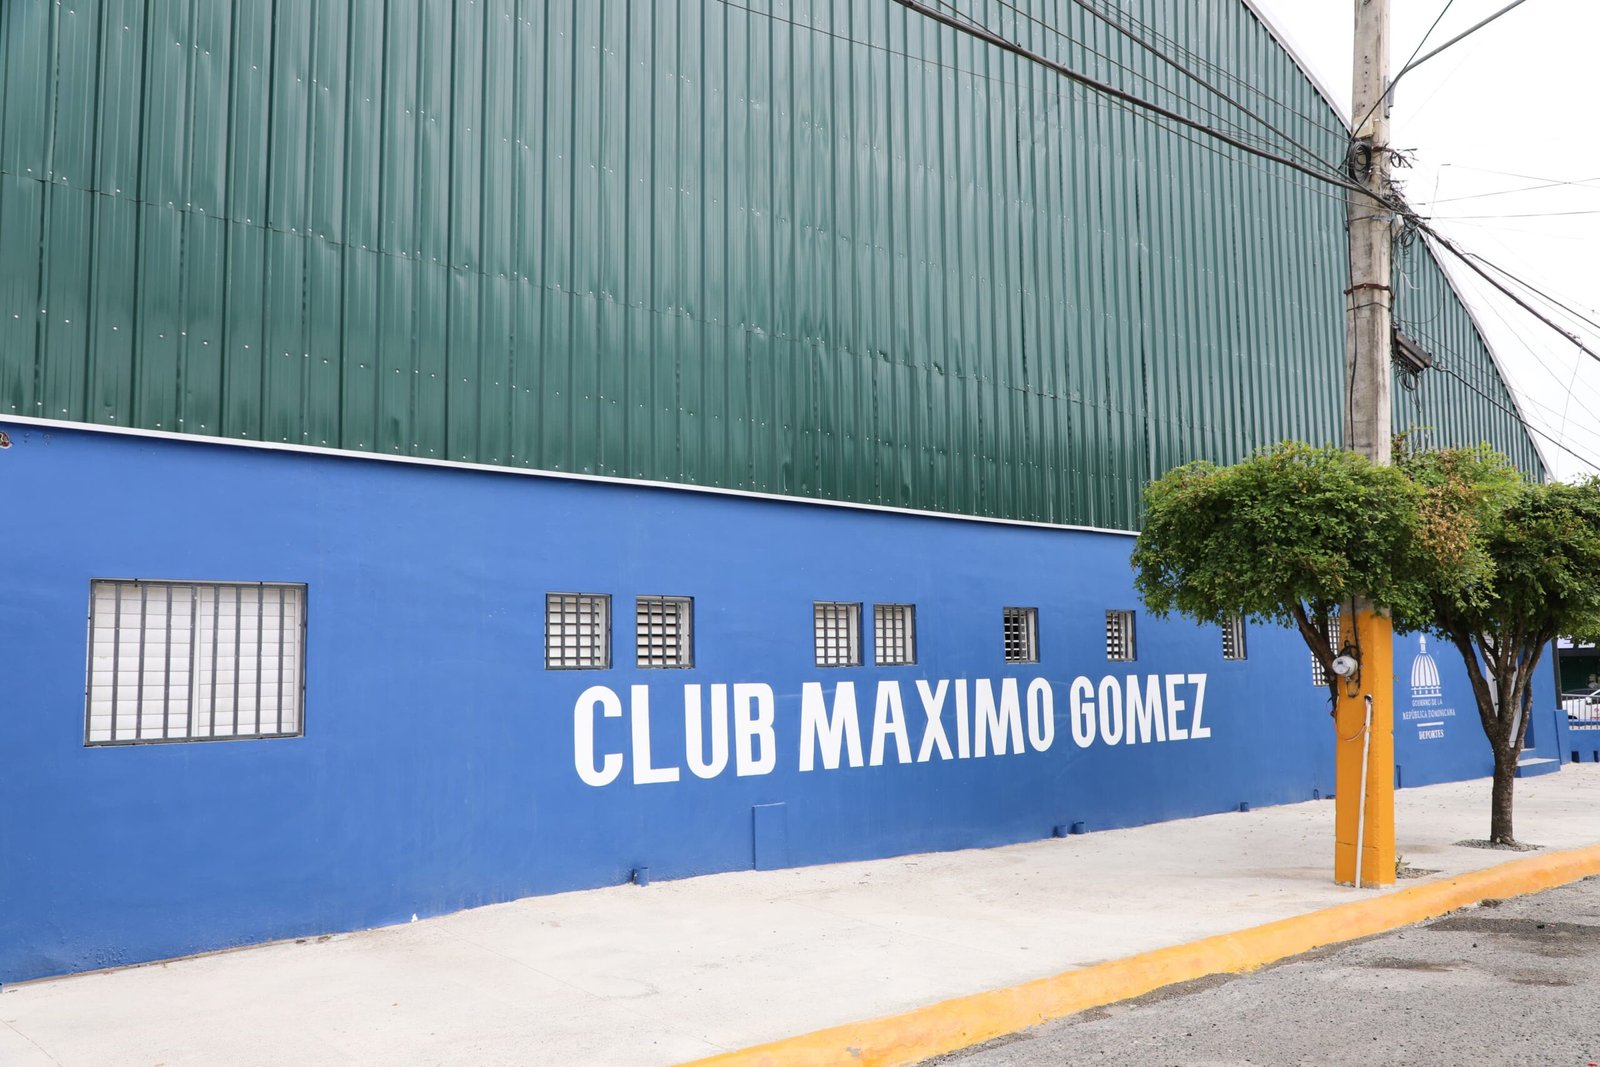 CLUB MAXIMO GOMEZ
GOBIERNO DE LA
REPÚBLICA DOMINICANA
DEPORTES